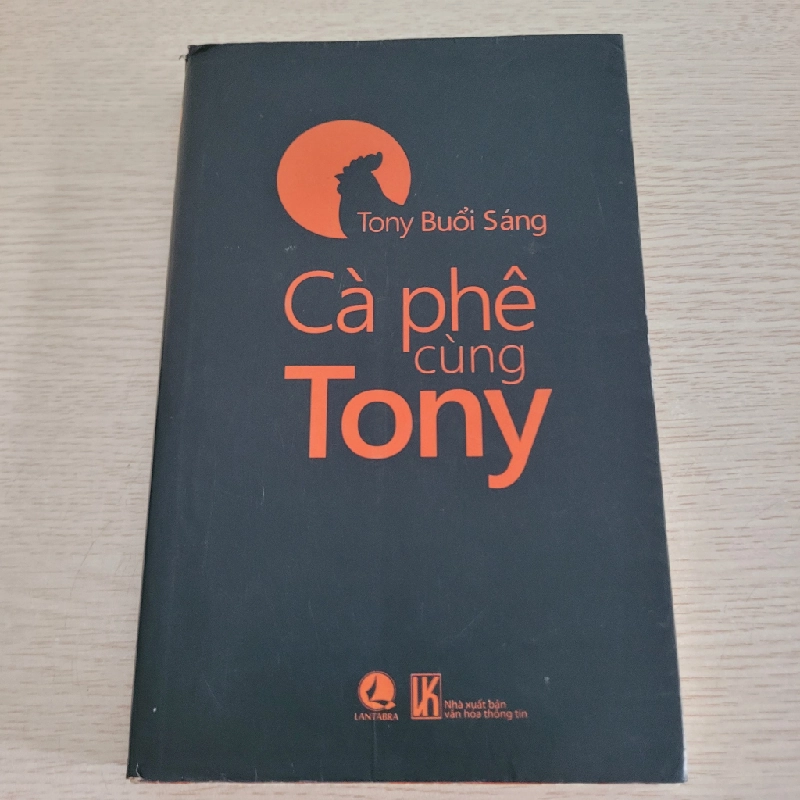 Tony Buổi Sáng
Cà phê
cùng
Tony
LANTABRA
Nhà xuất bản
văn hóa thông tin